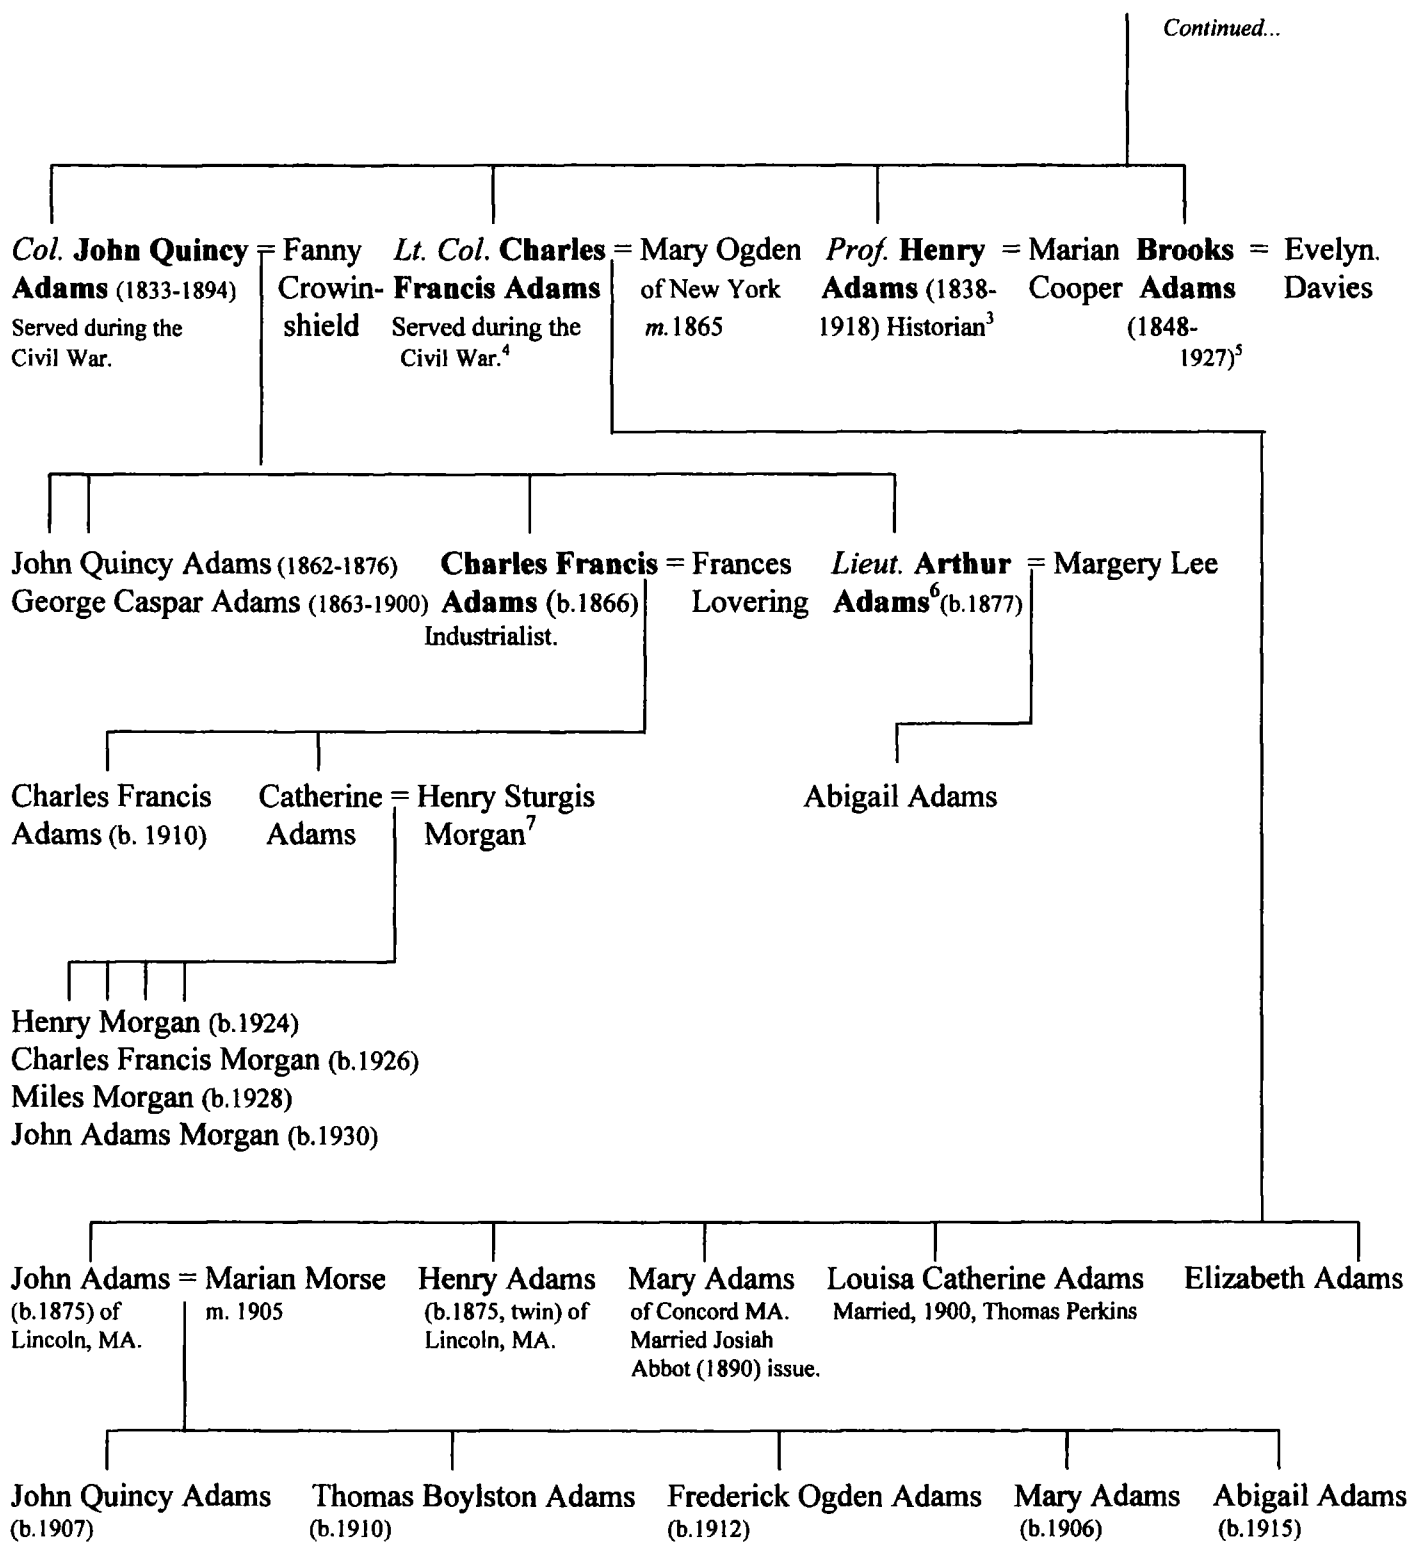 Continued...
Col. John Quincy = Fanny
Adams (1833-1894) Crowin-
Served during the shield
Civil War.
Lt. Col. Charles = Mary Ogden
Francis Adams of New York
Served during the m. 1865
Civil War.4
Prof. Henry = Marian
Adams (1838- Cooper
1918) Historian3
Brooks = Evelyn.
Adams Davies
(1848-
1927)5
John Quincy Adams (1862-1876)
George Caspar Adams (1863-1900)
Charles Francis = Frances
Adams (b.1866) Lovering
Industrialist.
Lieut. Arthur = Margery Lee
Adams6 (b.1877)
Charles Francis
Adams (b. 1910)
Catherine = Henry Sturgis
Adams Morgan7
Abigail Adams
Henry Morgan (b.1924)
Charles Francis Morgan (b.1926)
Miles Morgan (b.1928)
John Adams Morgan (b.1930)
John Adams = Marian Morse
(b.1875) of m. 1905
Lincoln, MA.
Henry Adams
(b.1875, twin) of
Lincoln, MA.
Mary Adams
of Concord MA.
Married Josiah
Abbot (1890) issue.
Louisa Catherine Adams
Married, 1900, Thomas Perkins
Elizabeth Adams
John Quincy Adams
(b.1907)
Thomas Boylston Adams
(b.1910)
Frederick Ogden Adams
(b.1912)
Mary Adams
(b.1906)
Abigail Adams
(b.1915)